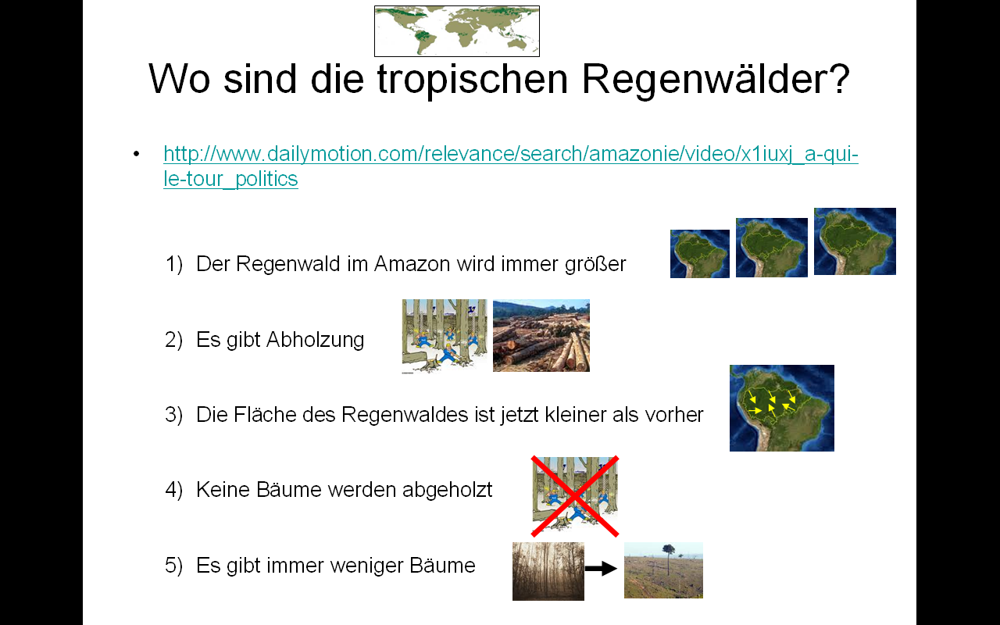 Wo sind die tropischen Regenwälder?
• http://www.dailymotion.com/relevance/search/amazonie/video/x1iuxj_a-qui-
le-tour_politics
1) Der Regenwald im Amazon wird immer größer
2) Es gibt Abholzung
3) Die Fläche des Regenwaldes ist jetzt kleiner als vorher
4) Keine Bäume werden abgeholzt
5) Es gibt immer weniger Bäume